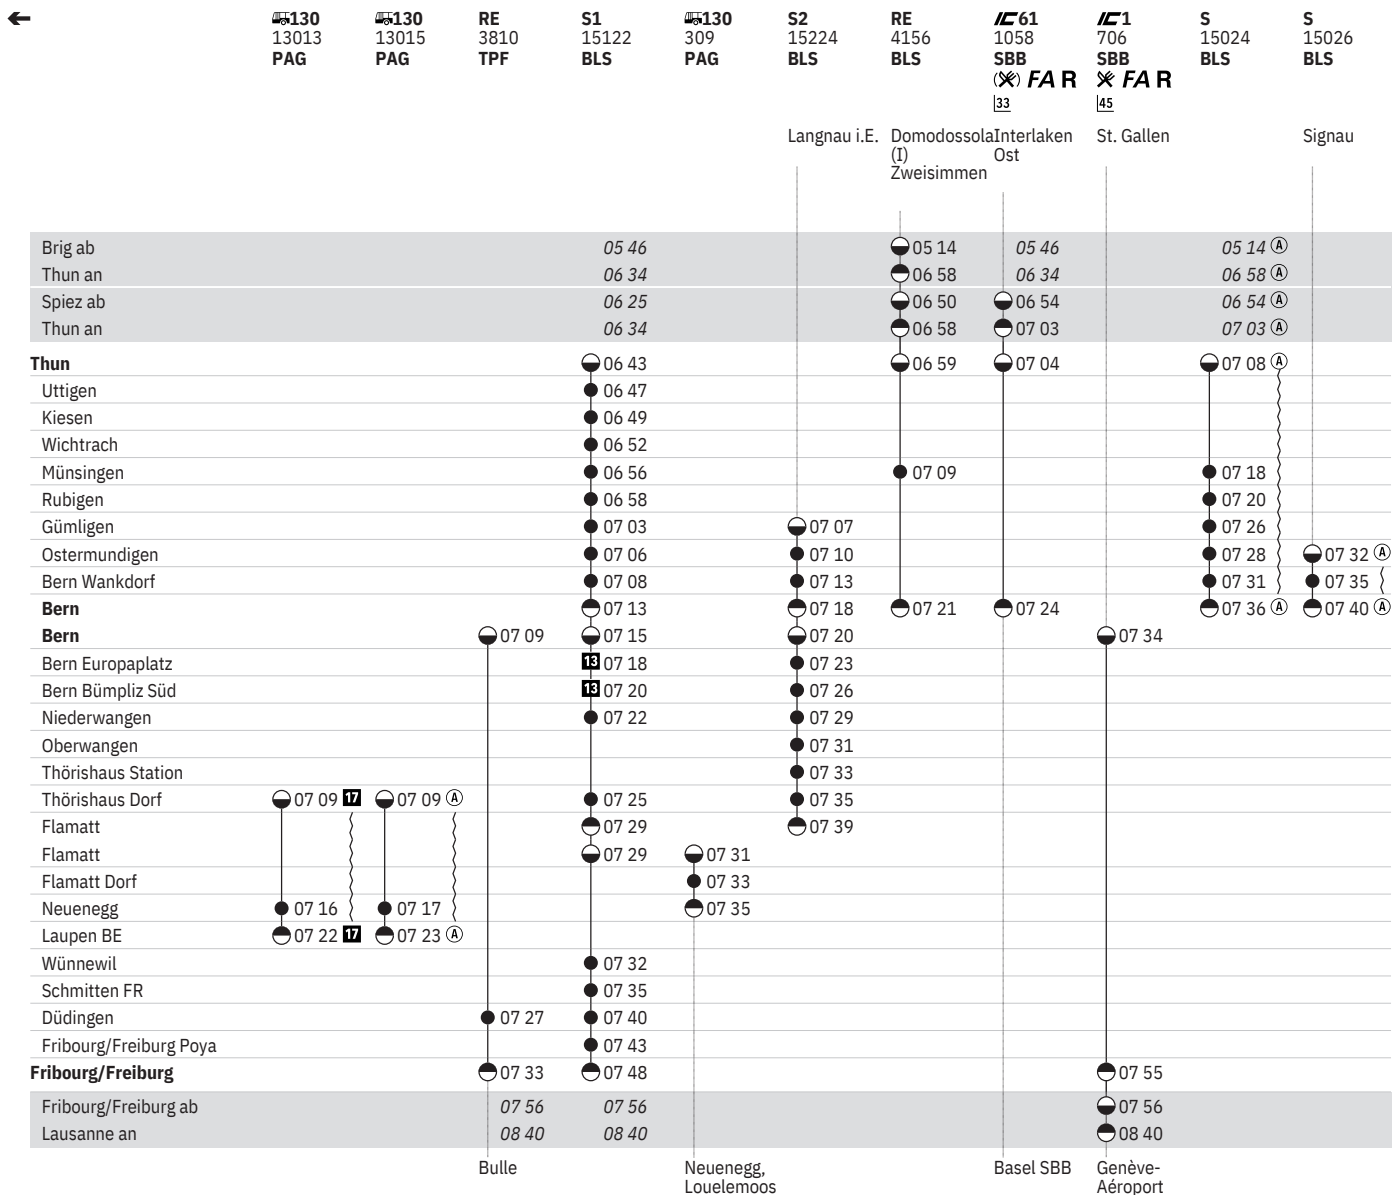 130 130 RE S1 130 S2 RE IC 61 IC 1 S S
13013 13015 3810 15122 309 15224 4156 1058 706 15024 15026
PAG PAG TPF BLS PAG BLS BLS SBB SBB BLS BLS
FA R FA R
33 45
Langnau i.E. Domodossola Interlaken St. Gallen Signau
(I) Ost
Zweisimmen
Brig ab 05 46 05 14 05 46 05 14 A
Thun an 06 34 06 58 06 34 06 58 A
Spiez ab 06 25 06 50 06 54 06 54 A
Thun an 06 34 06 58 07 03 07 03 A
Thun 06 43 06 59 07 04 07 08 A
Uttigen 06 47
Kiesen 06 49
Wichtrach 06 52
Münsingen 06 56 07 09 07 18
Rubigen 06 58 07 20
Gümligen 07 03 07 07 07 26
Ostermundigen 07 06 07 10 07 28 07 32 A
Bern Wankdorf 07 08 07 13 07 31 07 35
Bern 07 13 07 18 07 21 07 24 07 36 A 07 40 A
Bern 07 09 07 15 07 20 07 34
Bern Europaplatz 13 07 18 07 23
Bern Bümpliz Süd 13 07 20 07 26
Niederwangen 07 22 07 29
Oberwangen 07 31
Thörishaus Station 07 33
Thörishaus Dorf 07 09 17 07 09 A 07 25 07 35
Flamatt 07 29 07 39
Flamatt 07 29 07 31
Flamatt Dorf 07 33
Neuenegg 07 16 07 17 07 35
Laupen BE 07 22 17 07 23 A
Wünnewil 07 32
Schmitten FR 07 35
Düdingen 07 27 07 40
Fribourg/Freiburg Poya 07 43
Fribourg/Freiburg 07 33 07 48 07 55
Fribourg/Freiburg ab 07 56 07 56 07 56
Lausanne an 08 40 08 40 08 40
Bulle Neuenegg, Basel SBB Genève-
Louelemoos Aéroport